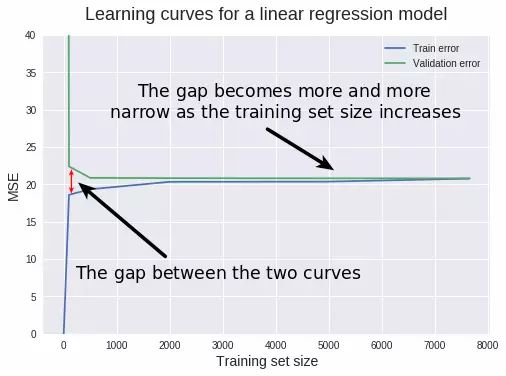 Learning curves for a linear regression model
40
35
30
25
20
15
10
5
0
MSE
Train error
Validation error
The gap becomes more and more
narrow as the training set size increases
The gap between the two curves
0 1000 2000 3000 4000 5000 6000 7000 8000
Training set size